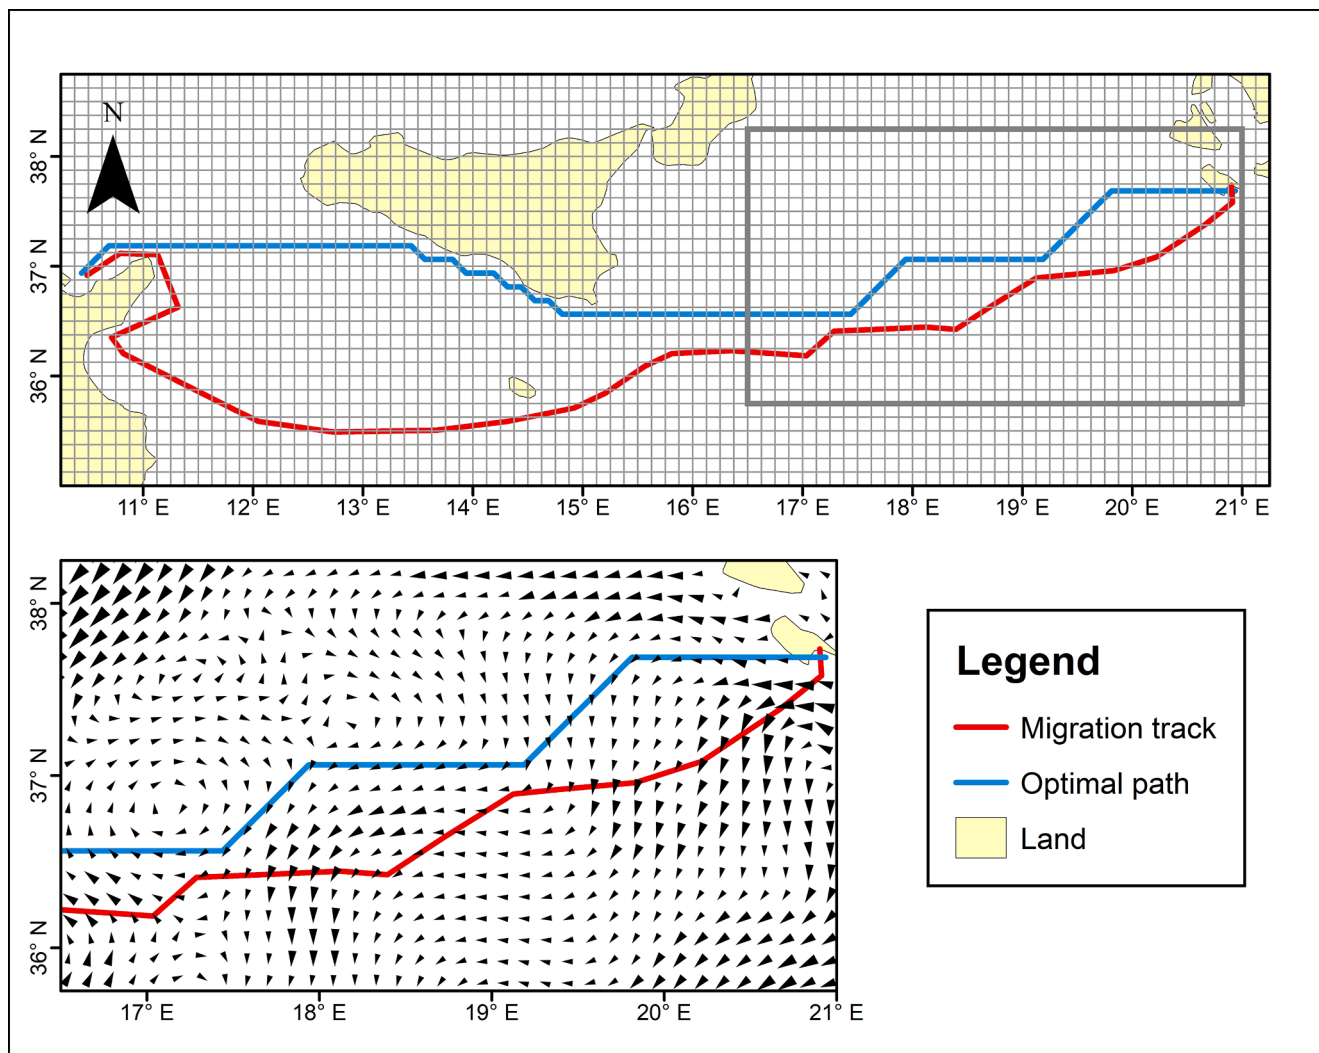 N
38° N
37° N
36° N
11° E 12° E 13° E 14° E 15° E 16° E 17° E 18° E 19° E 20° E 21° E
38° N
37° N
36° N
17° E 18° E 19° E 20° E 21° E
Legend
Migration track
Optimal path
Land